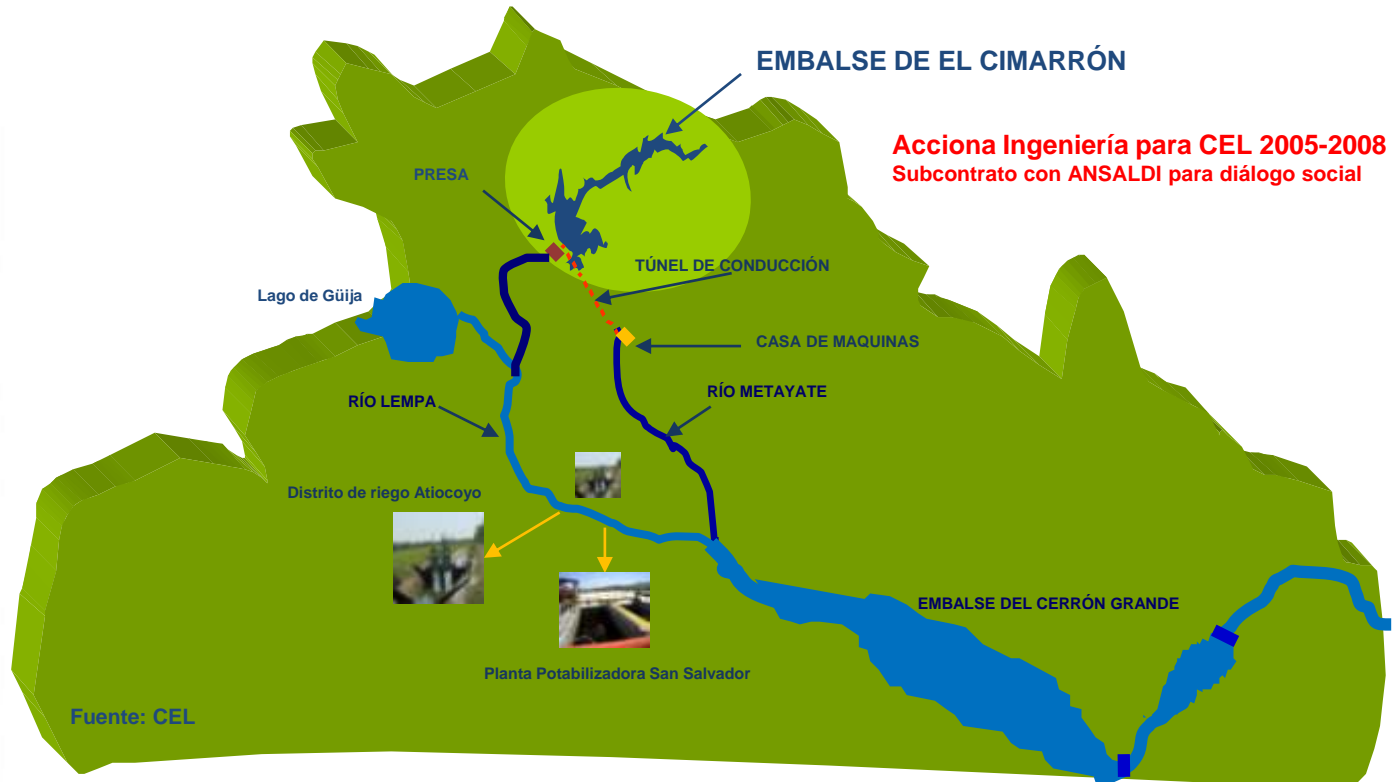 EMBALSE DE EL CIMARRÓN
Acciona Ingeniería para CEL 2005-2008
Subcontrato con ANSALDI para diálogo social
PRESA
TÚNEL DE CONDUCCIÓN
Lago de Güija
CASA DE MAQUINAS
RÍO LEMPA
RÍO METAYATE
Distrito de riego Atiocoyo
EMBALSE DEL CERRÓN GRANDE
Planta Potabilizadora San Salvador
Fuente: CEL